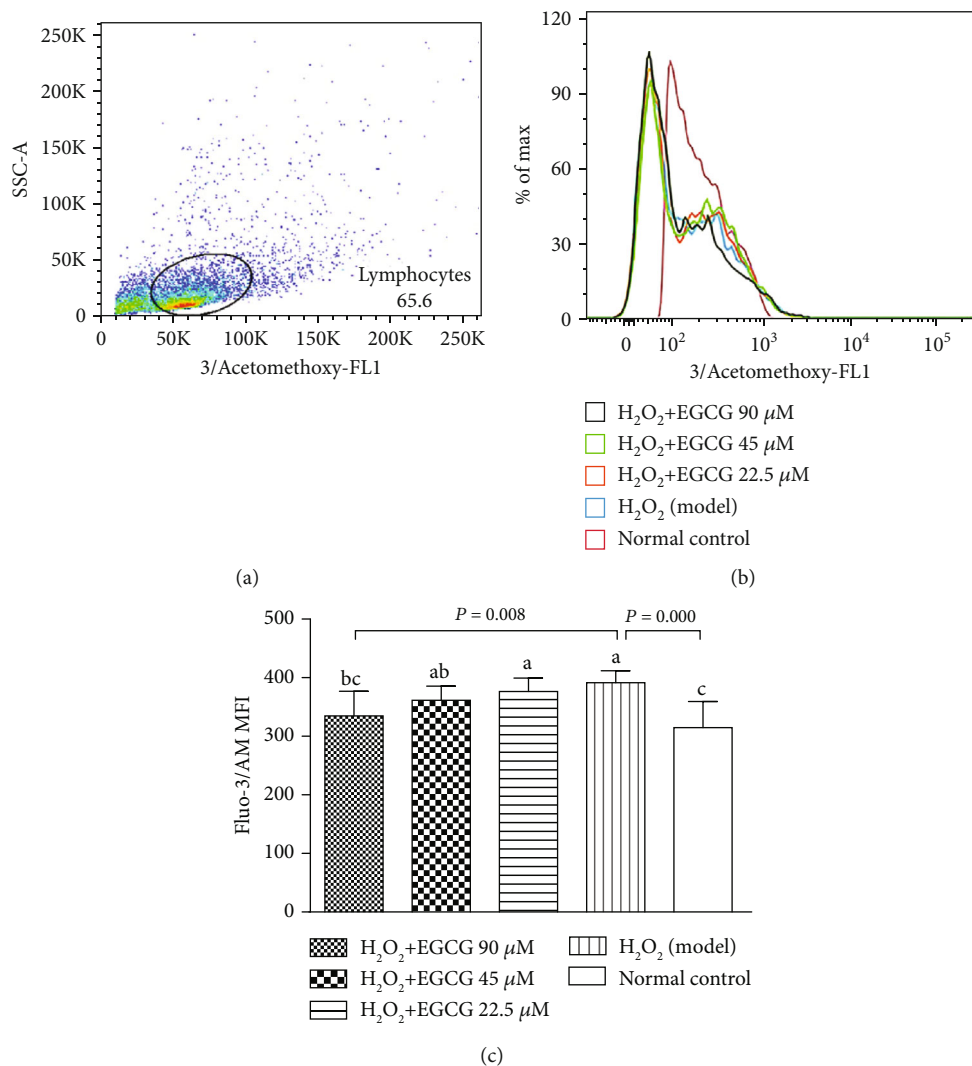 250K
200K
150K
100K
50K
0
SSC-A
Lymphocytes
65.6
0 50K 100K 150K 200K 250K
3/Acetomethoxy-FL1
(a)
120
90
60
30
0
% of max
0 10² 10³ 10⁴ 10⁵
3/Acetomethoxy-FL1
H₂O₂+EGCG 90 μM
H₂O₂+EGCG 45 μM
H₂O₂+EGCG 22.5 μM
H₂O₂ (model)
Normal control
(b)
500
400
300
200
100
0
Fluo-3/AM MFI
P = 0.008
P = 0.000
bc ab a a c
H₂O₂+EGCG 90 μM
H₂O₂+EGCG 45 μM
H₂O₂+EGCG 22.5 μM
H₂O₂ (model)
Normal control
(c)